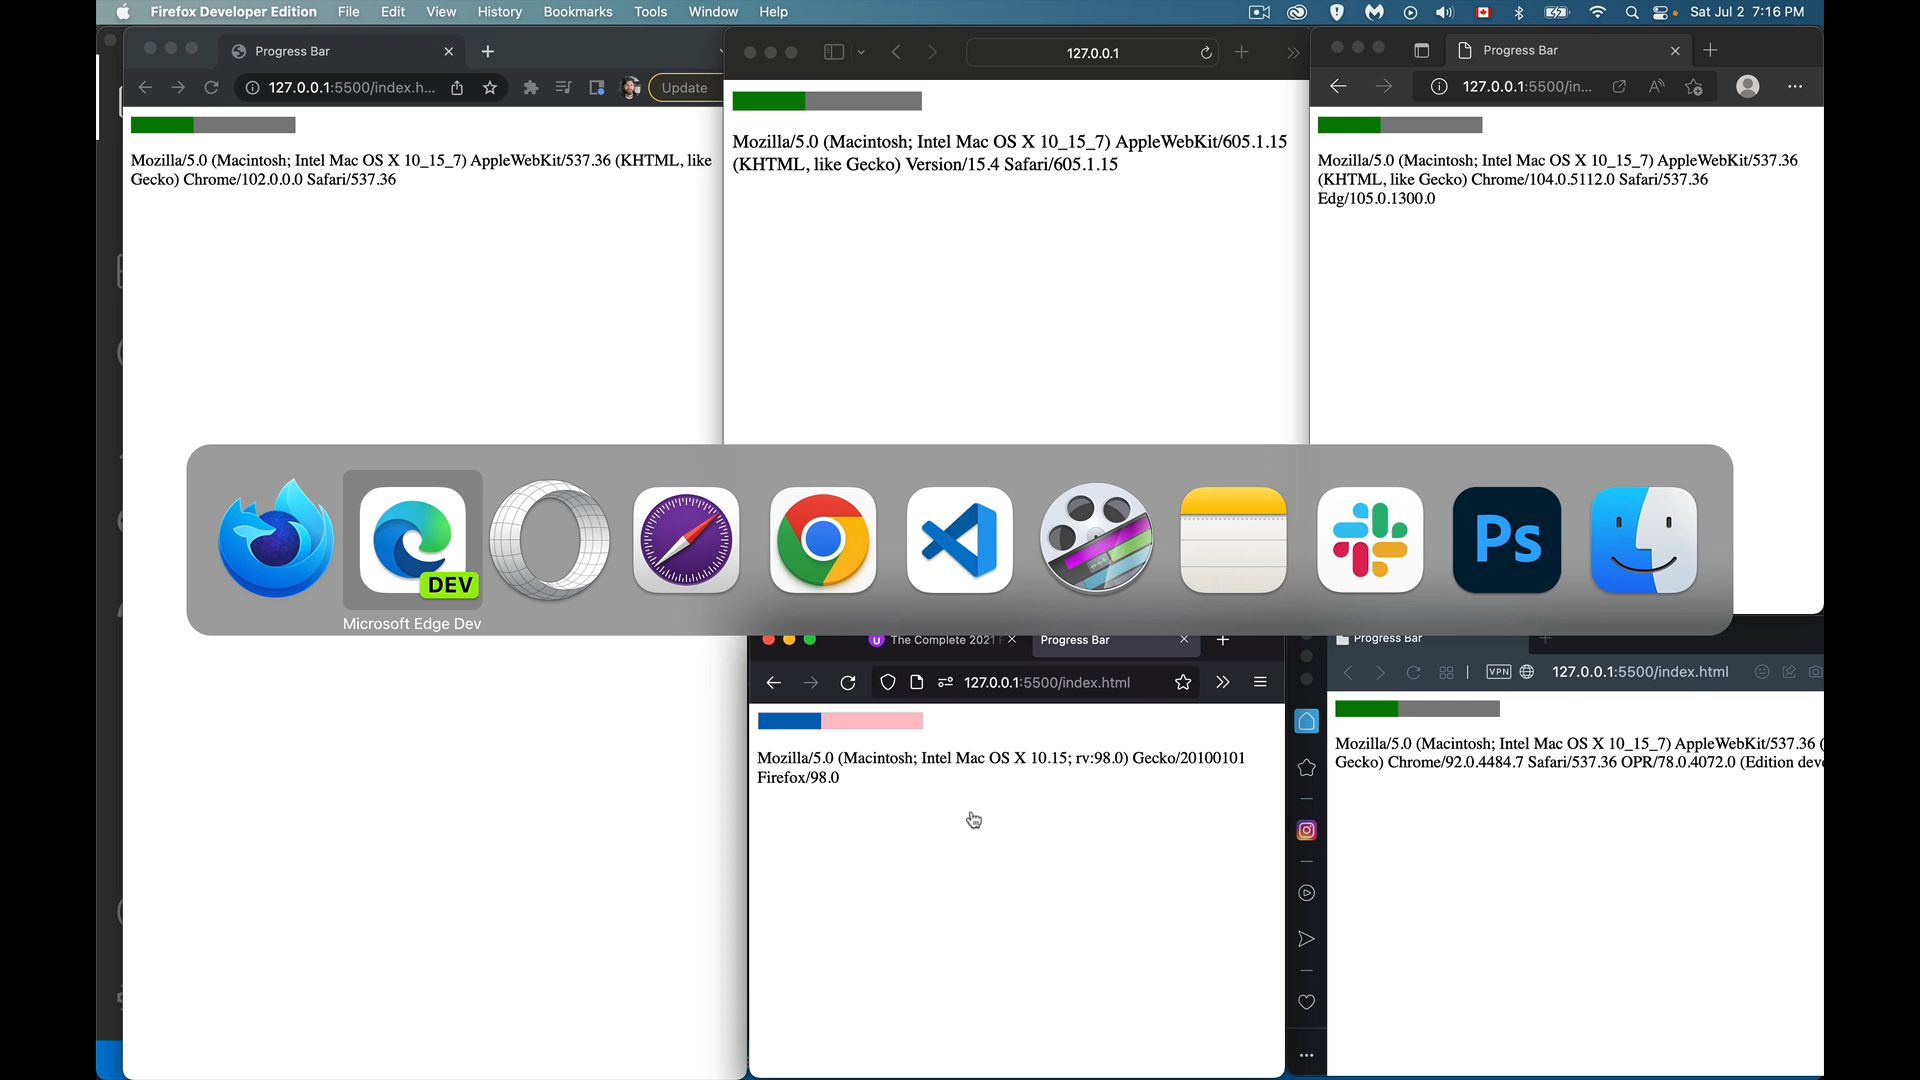 Firefox Developer Edition File Edit View History Bookmarks Tools Window Help Sat Jul 2 7:16 PM
Progress Bar
127.0.0.1:5500/index.h...
Update
Mozilla/5.0 (Macintosh; Intel Mac OS X 10_15_7) AppleWebKit/537.36 (KHTML, like
Gecko) Chrome/102.0.0.0 Safari/537.36
127.0.0.1
Mozilla/5.0 (Macintosh; Intel Mac OS X 10_15_7) AppleWebKit/605.1.15
(KHTML, like Gecko) Version/15.4 Safari/605.1.15
Progress Bar
127.0.0.1:5500/in...
Mozilla/5.0 (Macintosh; Intel Mac OS X 10_15_7) AppleWebKit/537.36
(KHTML, like Gecko) Chrome/104.0.5112.0 Safari/537.36
Edg/105.0.1300.0
DEV
Ps
Microsoft Edge Dev
The Complete 2021
Progress Bar
127.0.0.1:5500/index.html
Mozilla/5.0 (Macintosh; Intel Mac OS X 10.15; rv:98.0) Gecko/20100101
Firefox/98.0
Progress Bar
VPN
127.0.0.1:5500/index.html
Mozilla/5.0 (Macintosh; Intel Mac OS X 10_15_7) AppleWebKit/537.36 (
Gecko) Chrome/92.0.4484.7 Safari/537.36 OPR/78.0.4072.0 (Edition deve